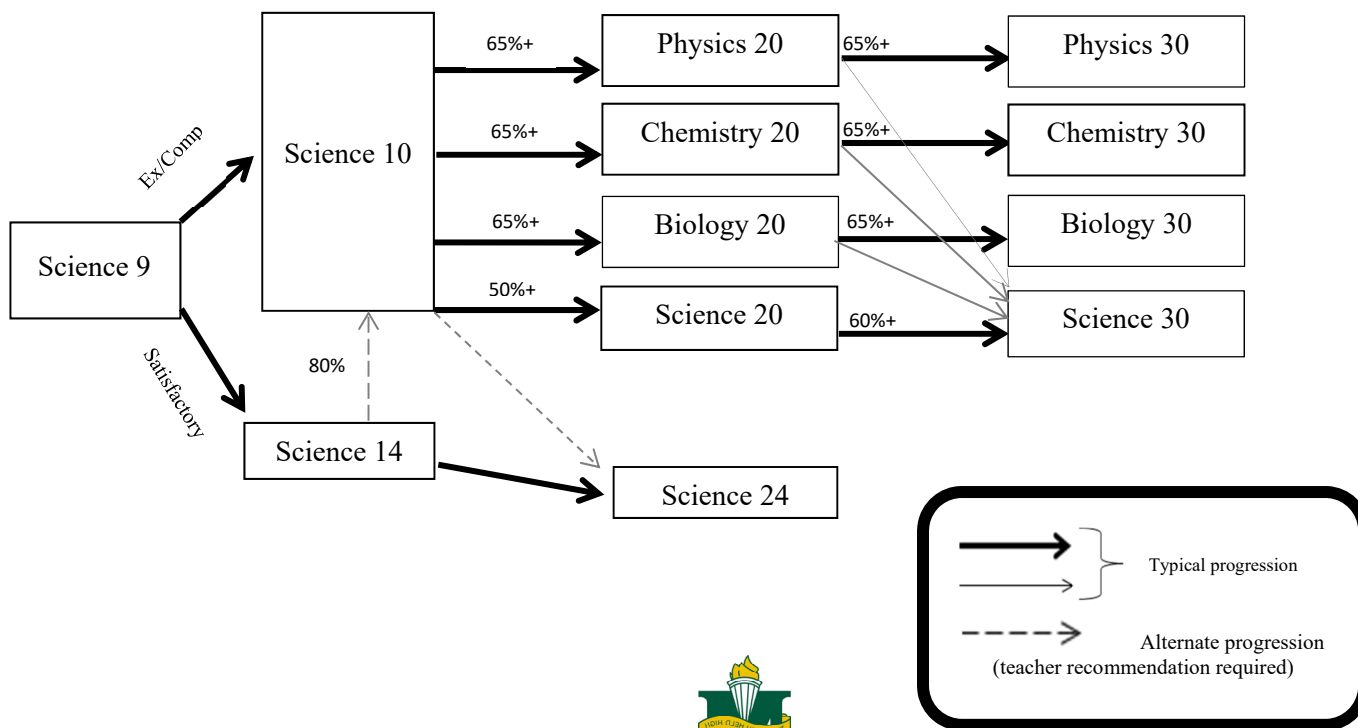 Science 9
Ex/Comp
Satisfactory
Science 10
80%
Science 14
65%+
65%+
65%+
50%+
Physics 20
Chemistry 20
Biology 20
Science 20
Science 24
65%+
65%+
65%+
60%+
Physics 30
Chemistry 30
Biology 30
Science 30
Typical progression
Alternate progression
(teacher recommendation required)